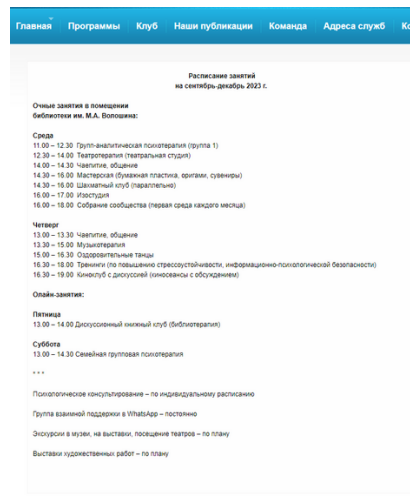 Главная Программы Клуб Наши публикации Команда Адреса служб
Расписание занятий
на сентябрь-декабрь 2023 г.
Очные занятия в помещении
библиотеки им. М.А. Волошина:
Среда
11.00 – 12.30 Групп-аналитическая психотерапия (группа 1)
12.30 – 14.00 Театротерапия (театральная студия)
14.00 – 14.30 Чаепитие, общение
14.30 – 16.00 Мастерская (бумажная пластика, оригами, сувениры)
14.30 – 16.00 Шахматный клуб (параллельно)
16.00 – 17.00 Изостудия
16.00 – 18.00 Собрание сообщества (первая среда каждого месяца)
Четверг
13.00 – 13.30 Чаепитие, общение
13.30 – 15.00 Музыкотерапия
15.00 – 16.30 Оздоровительные танцы
16.30 – 18.00 Тренинги (по повышению стрессоустойчивости, информационно-психологической безопасности)
16.30 – 19.00 Киноклуб с дискуссией (киносеансы с обсуждением)
Олайн-занятия:
Пятница
13.00 – 14.00 Дискуссионный книжный клуб (библиотерапия)
Суббота
13.00 – 14.30 Семейная групповая психотерапия
* * *
Психологическое консультирование – по индивидуальному расписанию
Группа взаимной поддержки в WhatsApp – постоянно
Экскурсии в музеи, на выставки, посещение театров – по плану
Выставки художественных работ – по плану